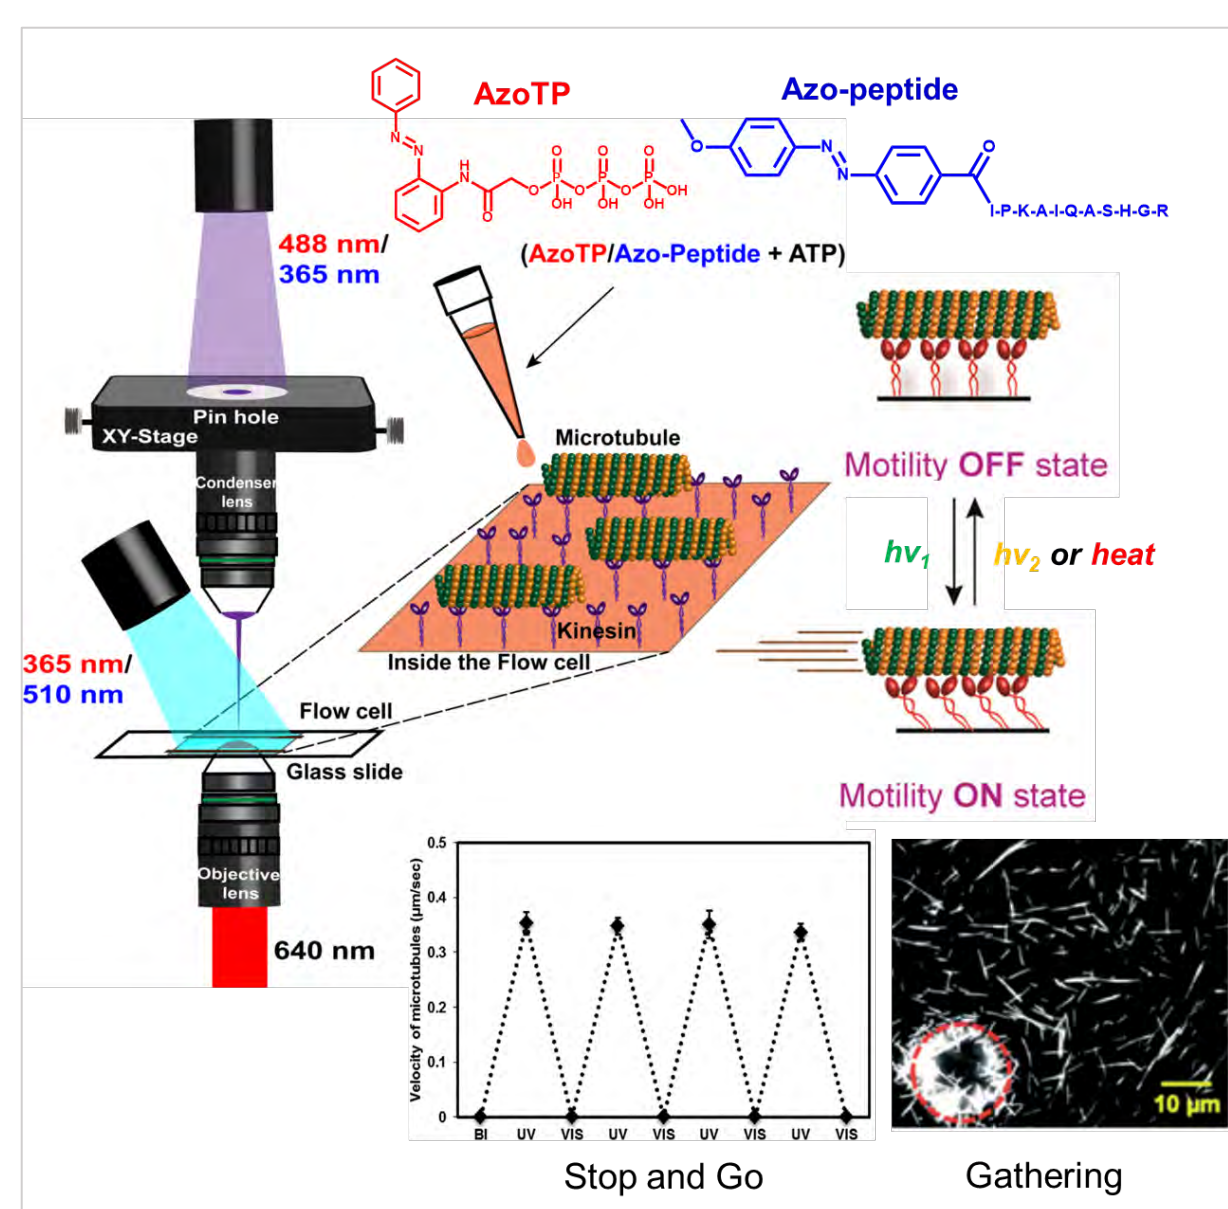 AzoTP
Azo-peptide
N
N
H
N
O
O
O
O
O
O
O
P
P
P
OH
OH
OH
OH
O
N
N
O
I-P-K-A-I-Q-A-S-H-G-R
488 nm/
365 nm
(AzoTP/Azo-Peptide + ATP)
Pin hole
XY-Stage
Condenser
lens
Microtubule
Kinesin
Inside the Flow cell
Motility OFF state
hv1
hv2 or heat
Motility ON state
365 nm/
510 nm
Flow cell
Glass slide
Objective
lens
640 nm
Velocity of microtubules (µm/sec)
0.5
0.4
0.3
0.2
0.1
0
BI UV VIS UV VIS UV VIS UV VIS
10 µm
Stop and Go
Gathering